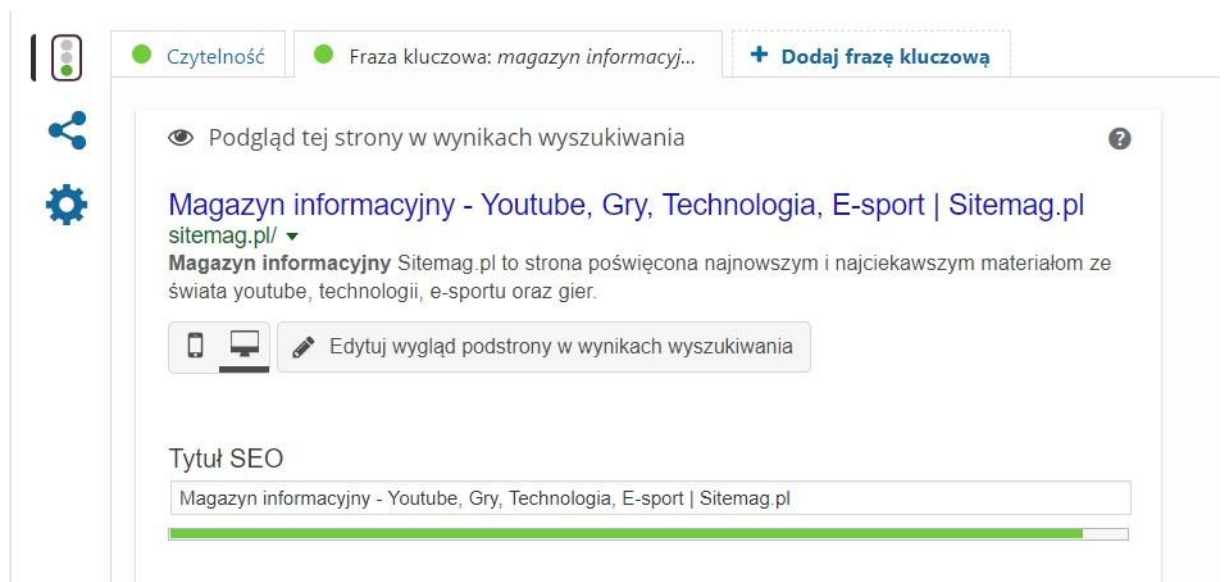 Czytelność
Fraza kluczowa: magazyn informacyj...
+ Dodaj frazę kluczową
Podgląd tej strony w wynikach wyszukiwania
?
Magazyn informacyjny - Youtube, Gry, Technologia, E-sport | Sitemag.pl
sitemag.pl/
Magazyn informacyjny Sitemag.pl to strona poświęcona najnowszym i najciekawszym materiałom ze
świata youtube, technologii, e-sportu oraz gier.
Edytuj wygląd podstrony w wynikach wyszukiwania
Tytuł SEO
Magazyn informacyjny - Youtube, Gry, Technologia, E-sport | Sitemag.pl